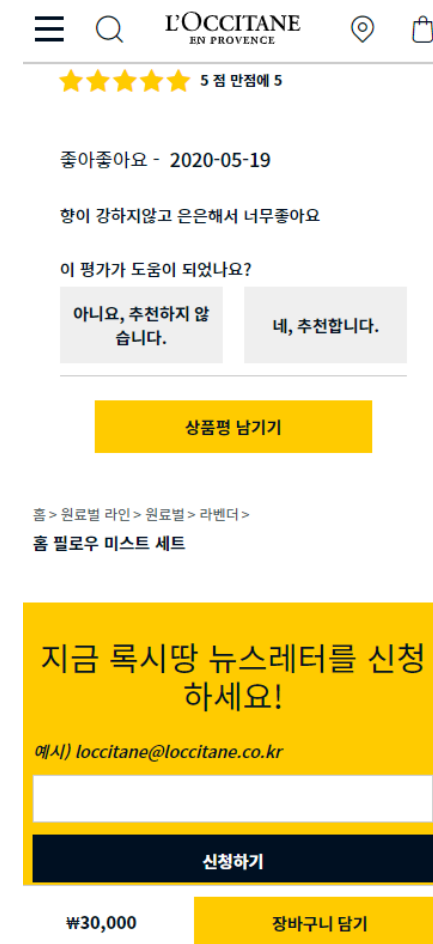 L'OCCITANE
EN PROVENCE
5 점 만점에 5
좋아좋아요 - 2020-05-19
향이 강하지않고 은은해서 너무좋아요
이 평가가 도움이 되었나요?
아니요, 추천하지 않
습니다.
네, 추천합니다.
상품평 남기기
홈 > 원료별 라인 > 원료별 > 라벤더 >
홈 필로우 미스트 세트
지금 록시땅 뉴스레터를 신청
하세요!
예시) loccitane@loccitane.co.kr
신청하기
₩30,000
장바구니 담기